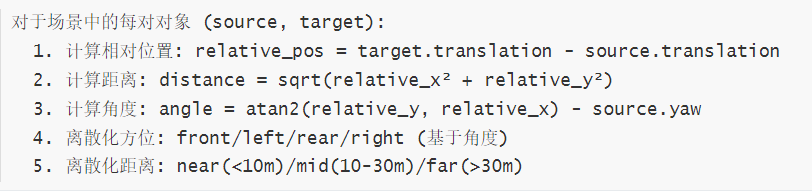 对于场景中的每对对象 (source, target):
1. 计算相对位置: relative_pos = target.translation - source.translation
2. 计算距离: distance = sqrt(relative_x² + relative_y²)
3. 计算角度: angle = atan2(relative_y, relative_x) - source.yaw
4. 离散化方位: front/left/rear/right (基于角度)
5. 离散化距离: near(<10m)/mid(10-30m)/far(>30m)